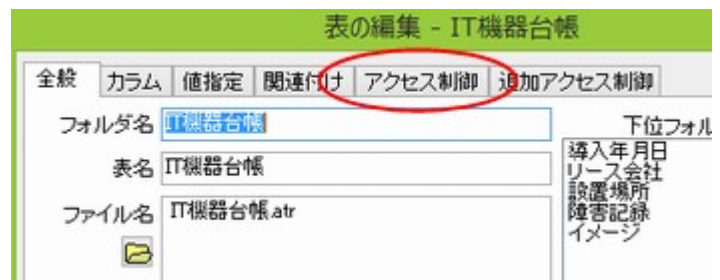 表の編集 - IT機器台帳
全般 カラム 値指定 関連付け アクセス制御 追加アクセス制御
フォルダ名 IT機器台帳 下位フォル
導入年月日
表名 IT機器台帳 リース会社
設置場所
ファイル名 IT機器台帳.atr 障害記録
イメージ